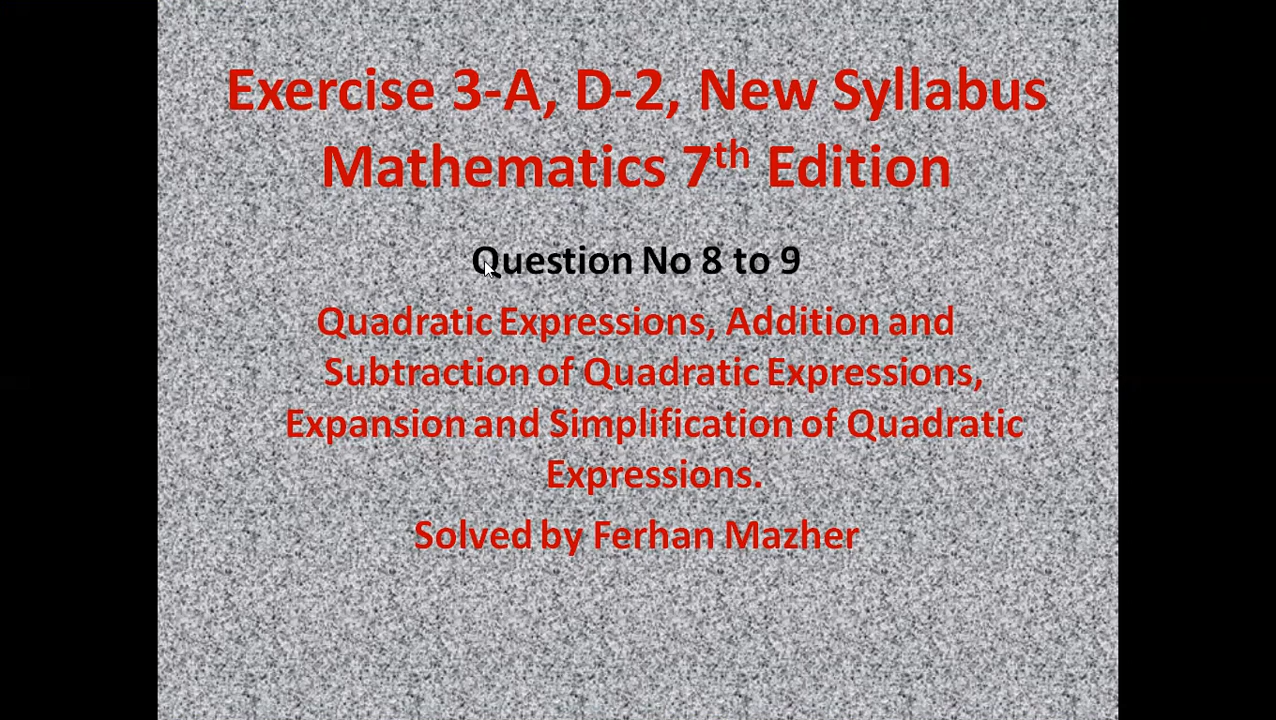 Exercise 3-A, D-2, New Syllabus
Mathematics 7th Edition
Question No 8 to 9
Quadratic Expressions, Addition and
Subtraction of Quadratic Expressions,
Expansion and Simplification of Quadratic
Expressions.
Solved by Ferhan Mazher